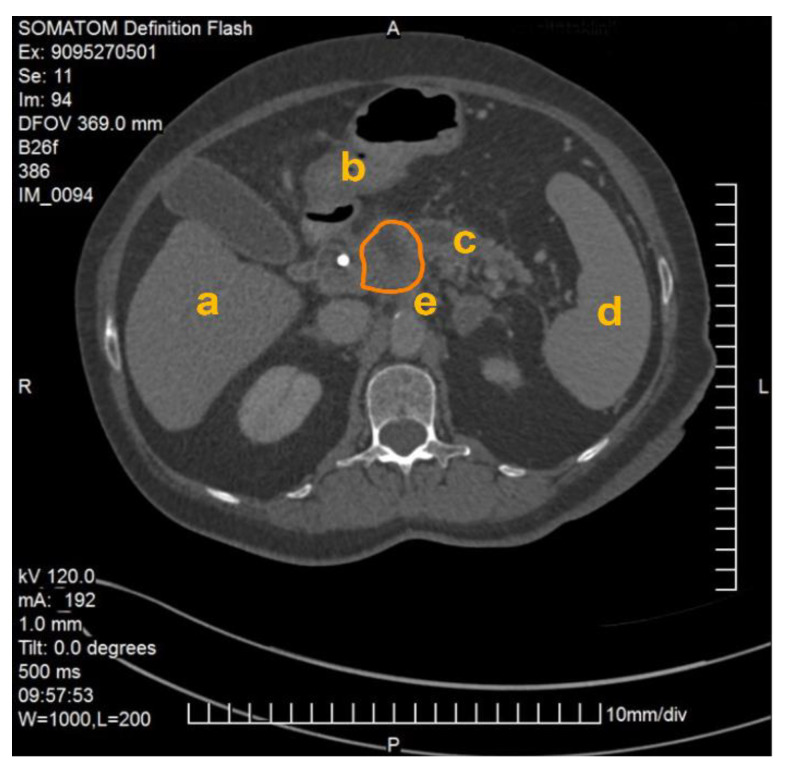 SOMATOM Definition Flash
Ex: 9095270501
Se: 11
Im: 94
DFOV 369.0 mm
B26f
386
IM_0094
A
b
c
a
e
d
R
L
kV 120.0
mA: 192
1.0 mm
Tilt: 0.0 degrees
500 ms
09:57:53
W=1000,L=200
10mm/div
P